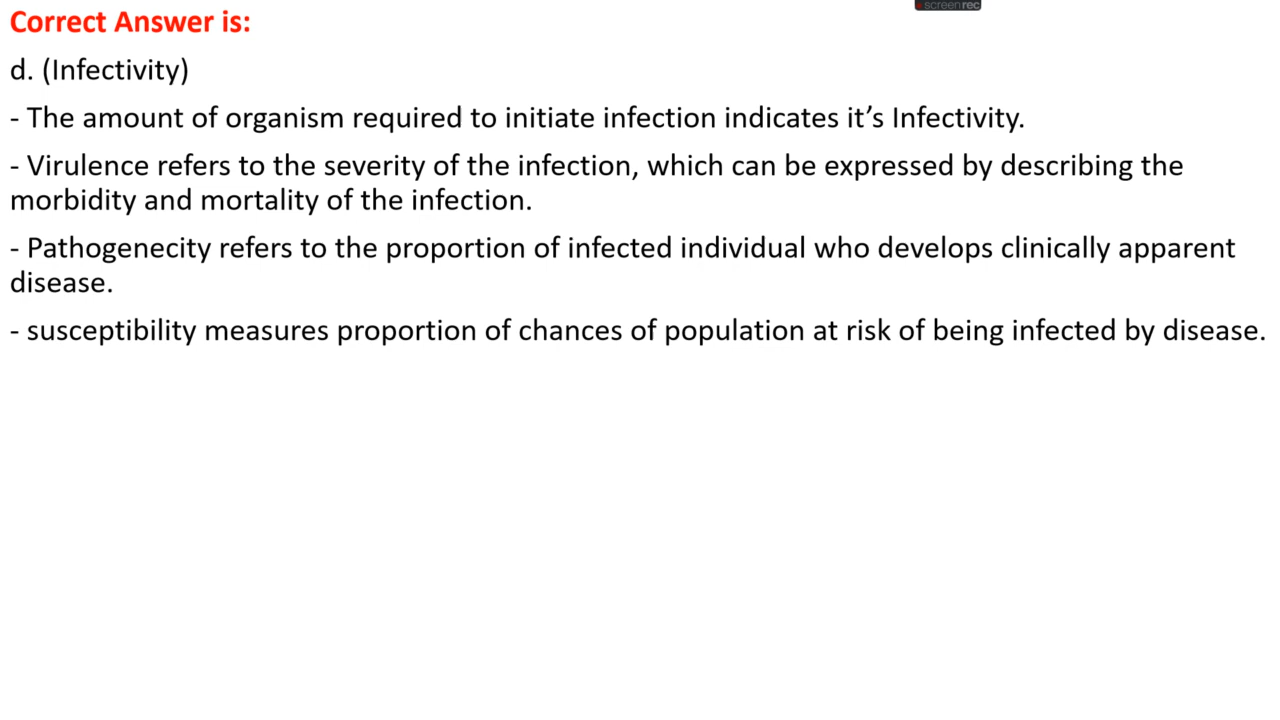 screenrec
Correct Answer is:
d. (Infectivity)
- The amount of organism required to initiate infection indicates it’s Infectivity.
- Virulence refers to the severity of the infection, which can be expressed by describing the
morbidity and mortality of the infection.
- Pathogenecity refers to the proportion of infected individual who develops clinically apparent
disease.
- susceptibility measures proportion of chances of population at risk of being infected by disease.